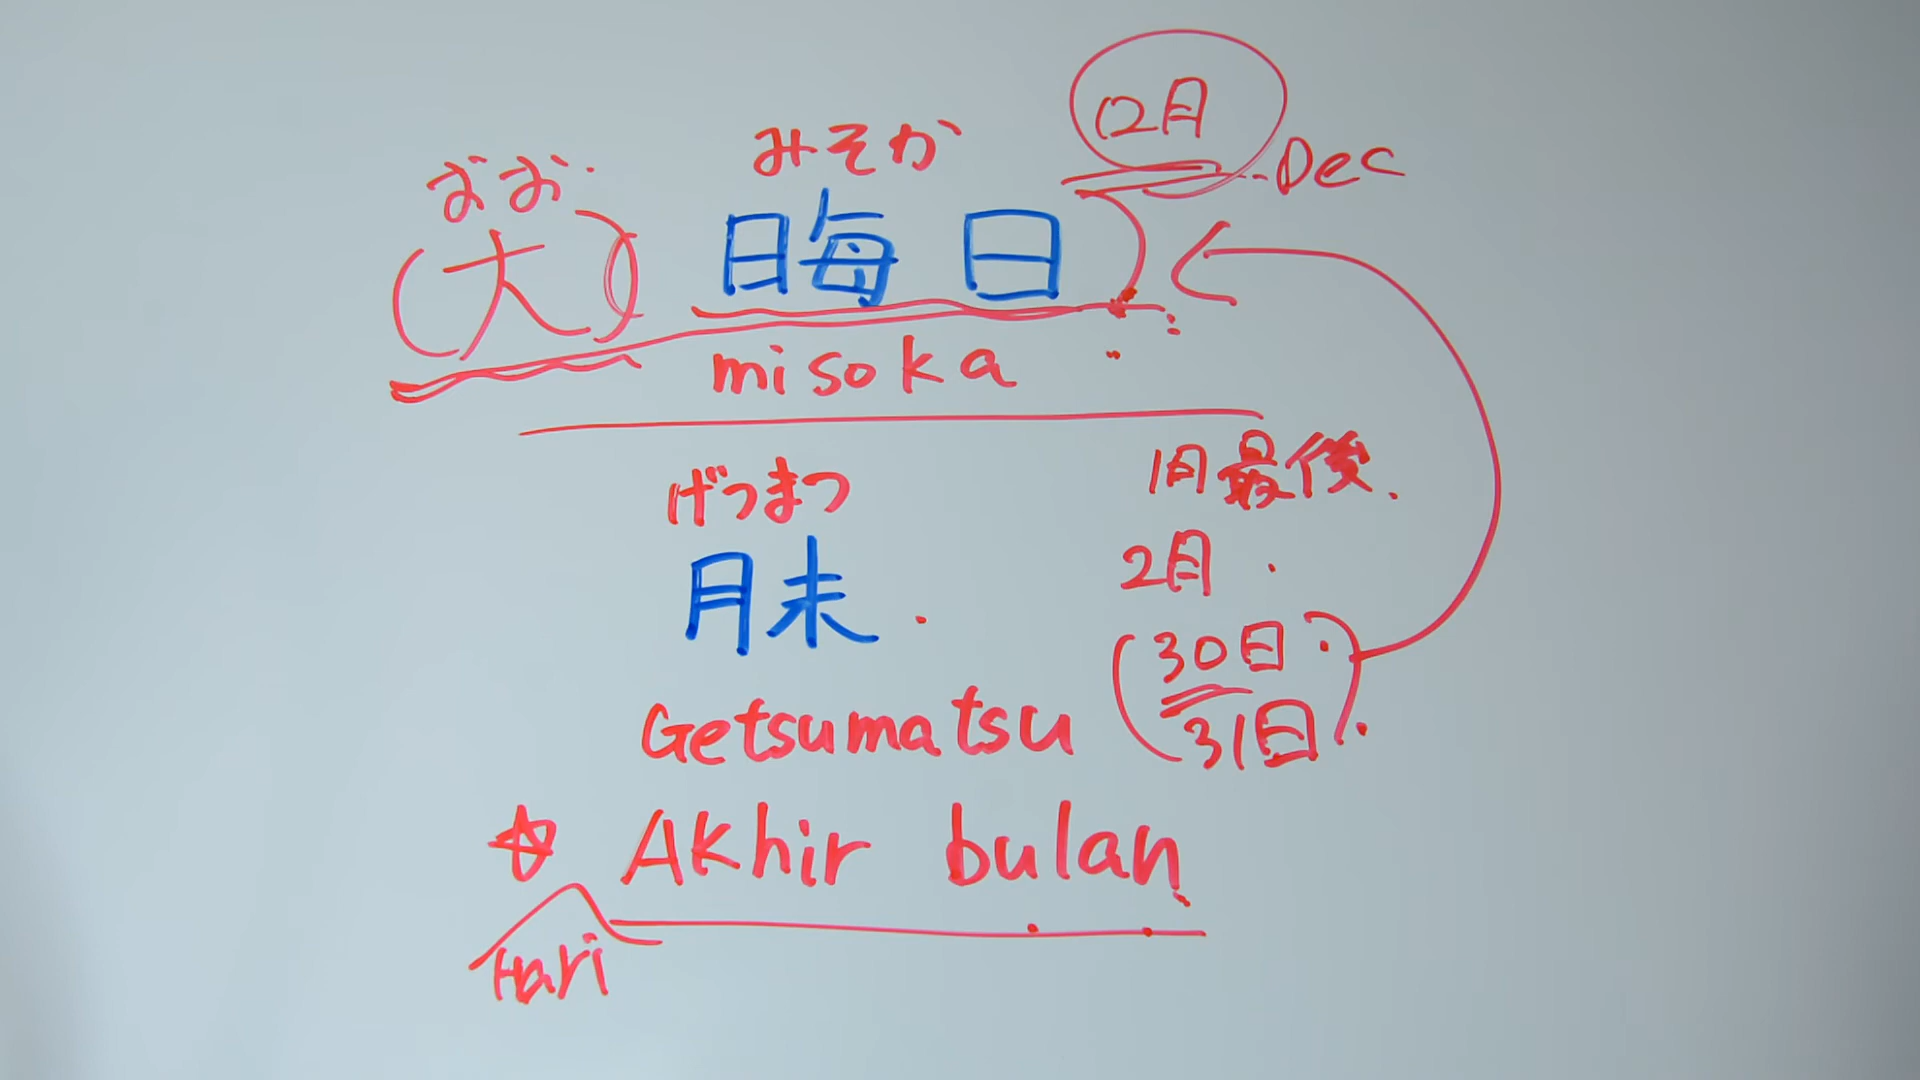 12月
Dec
おお みそか
(大) 晦日
misoka
げつまつ
月末
1月最後
2月
(30日
31日)
Getsumatsu
☆ Akhir bulan
Hari